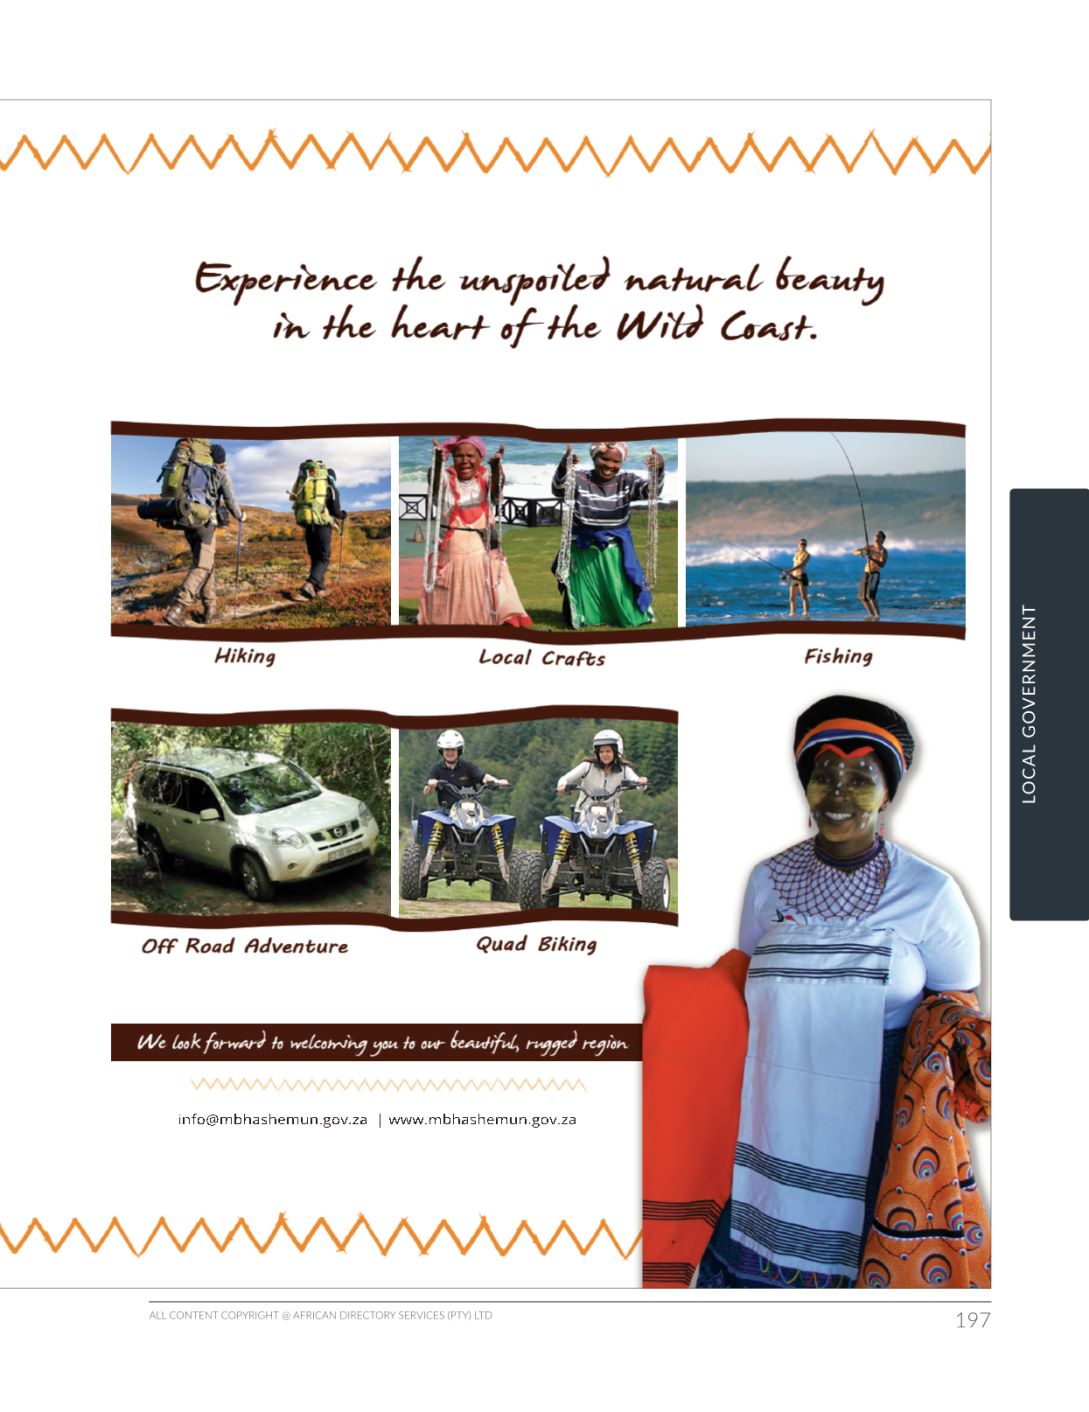 Experience the unspoiled natural beauty
in the heart of the Wild Coast.
Hiking
Local Crafts
Fishing
Off Road Adventure
Quad Biking
We look forward to welcoming you to our beautiful, rugged region
info@mbhashemun.gov.za | www.mbhashemun.gov.za
LOCAL GOVERNMENT
ALL CONTENT COPYRIGHT @ AFRICAN DIRECTORY SERVICES (PTY) LTD
197